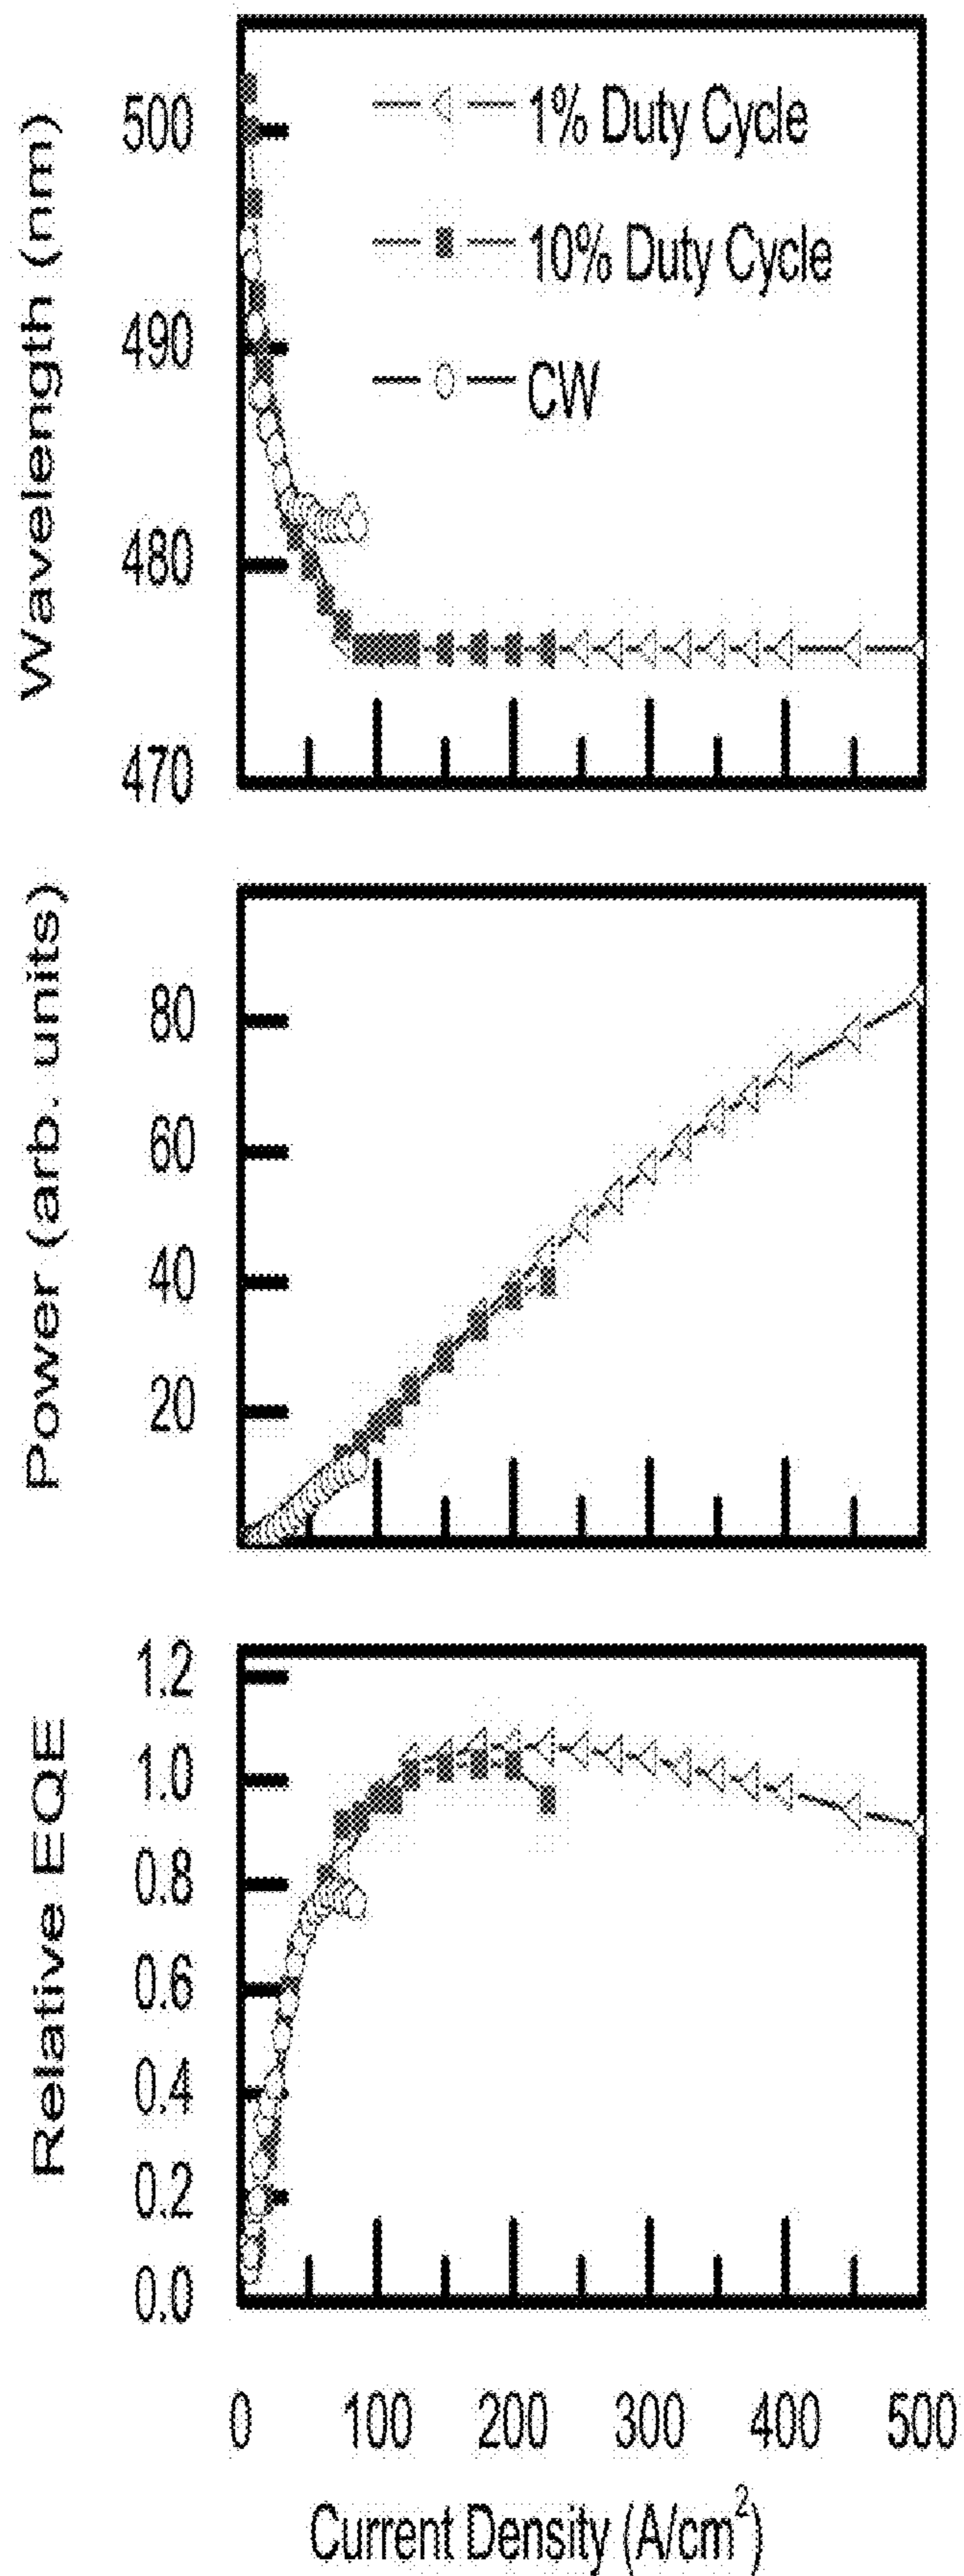 Wavelength (nm)
500
490
480
470
1% Duty Cycle
10% Duty Cycle
CW
Power (arb. units)
80
60
40
20
Relative EQE
1.2
1.0
0.8
0.6
0.4
0.2
0.0
0 100 200 300 400 500
Current Density (A/cm²)